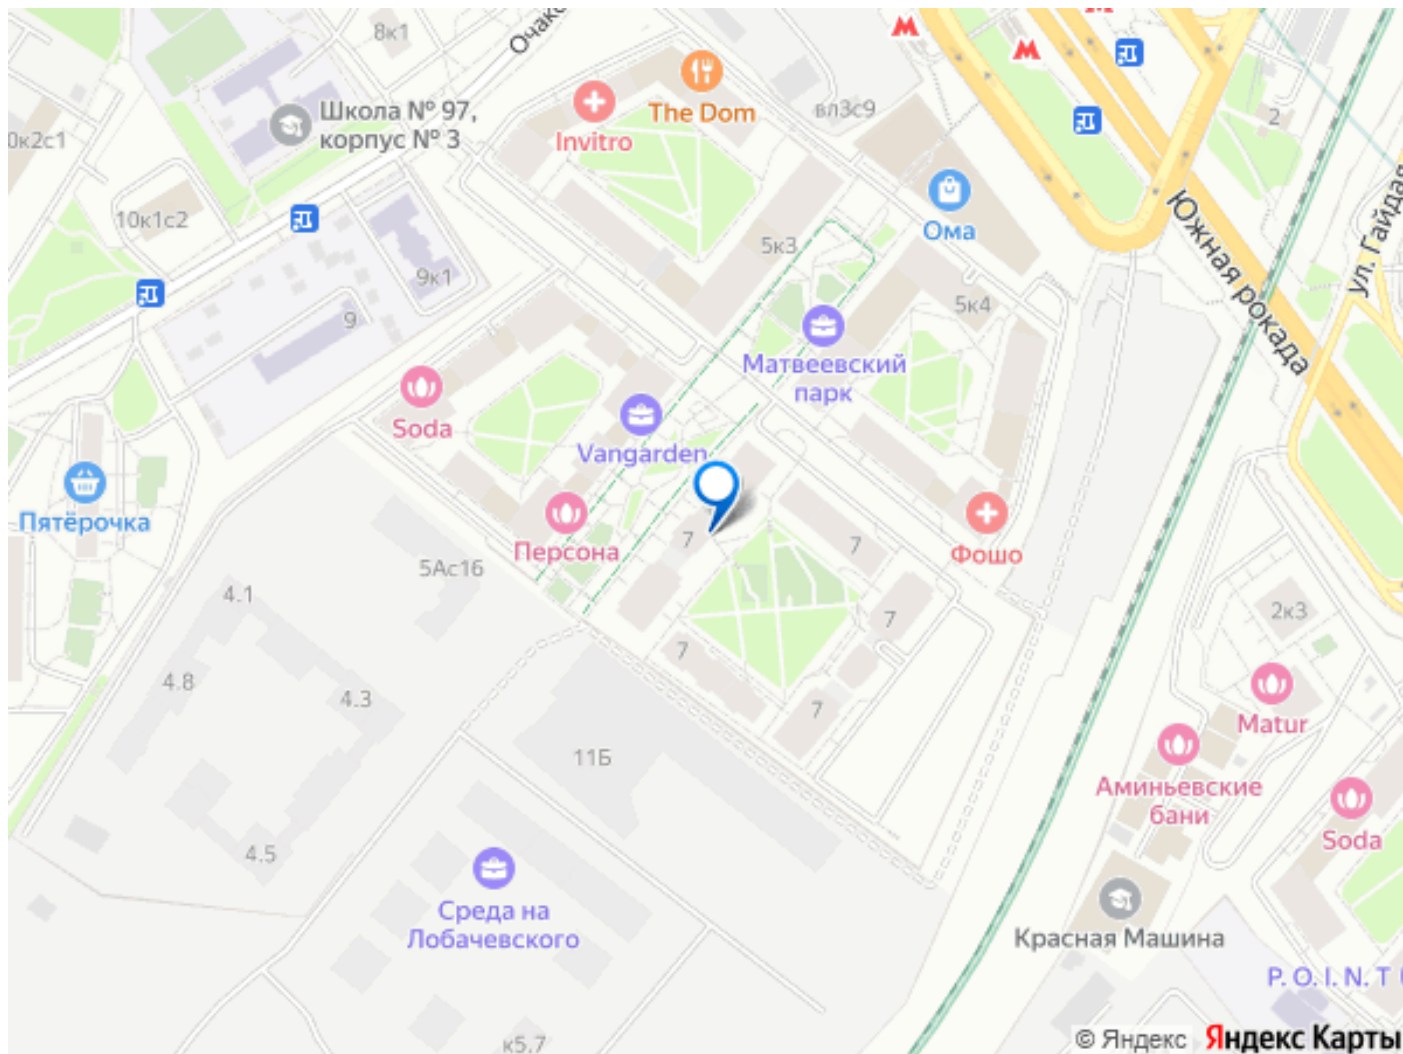 8к1
Очако
Школа № 97,
корпус № 3
The Dom
Invitro
вл3с9
2
0к2с1
10к1с2
Ома
5к3
9к1
5к4
Южная рокада
ул. Гайдая
9
Матвеевский
парк
Soda
Vangarden
Пятёрочка
Персона
7
7
Фошо
5Ас16
4.1
7
2к3
7
4.8
4.3
7
Matur
11Б
Аминьевские
бани
Soda
4.5
Среда на
Лобачевского
Красная Машина
P.O.I.N.T
к5.7
© Яндекс Яндекс Карты